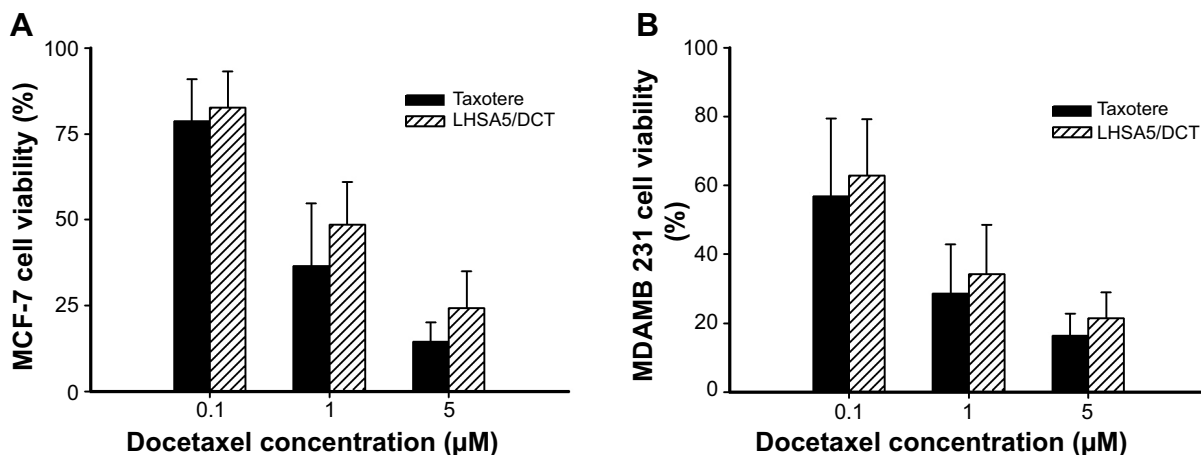 A
MCF-7 cell viability (%)
100
75
50
25
0
Taxotere
LHSA5/DCT
0.1
1
5
Docetaxel concentration (µM)
B
MDAMB 231 cell viability
(%)
100
80
60
40
20
0
Taxotere
LHSA5/DCT
0.1
1
5
Docetaxel concentration (µM)